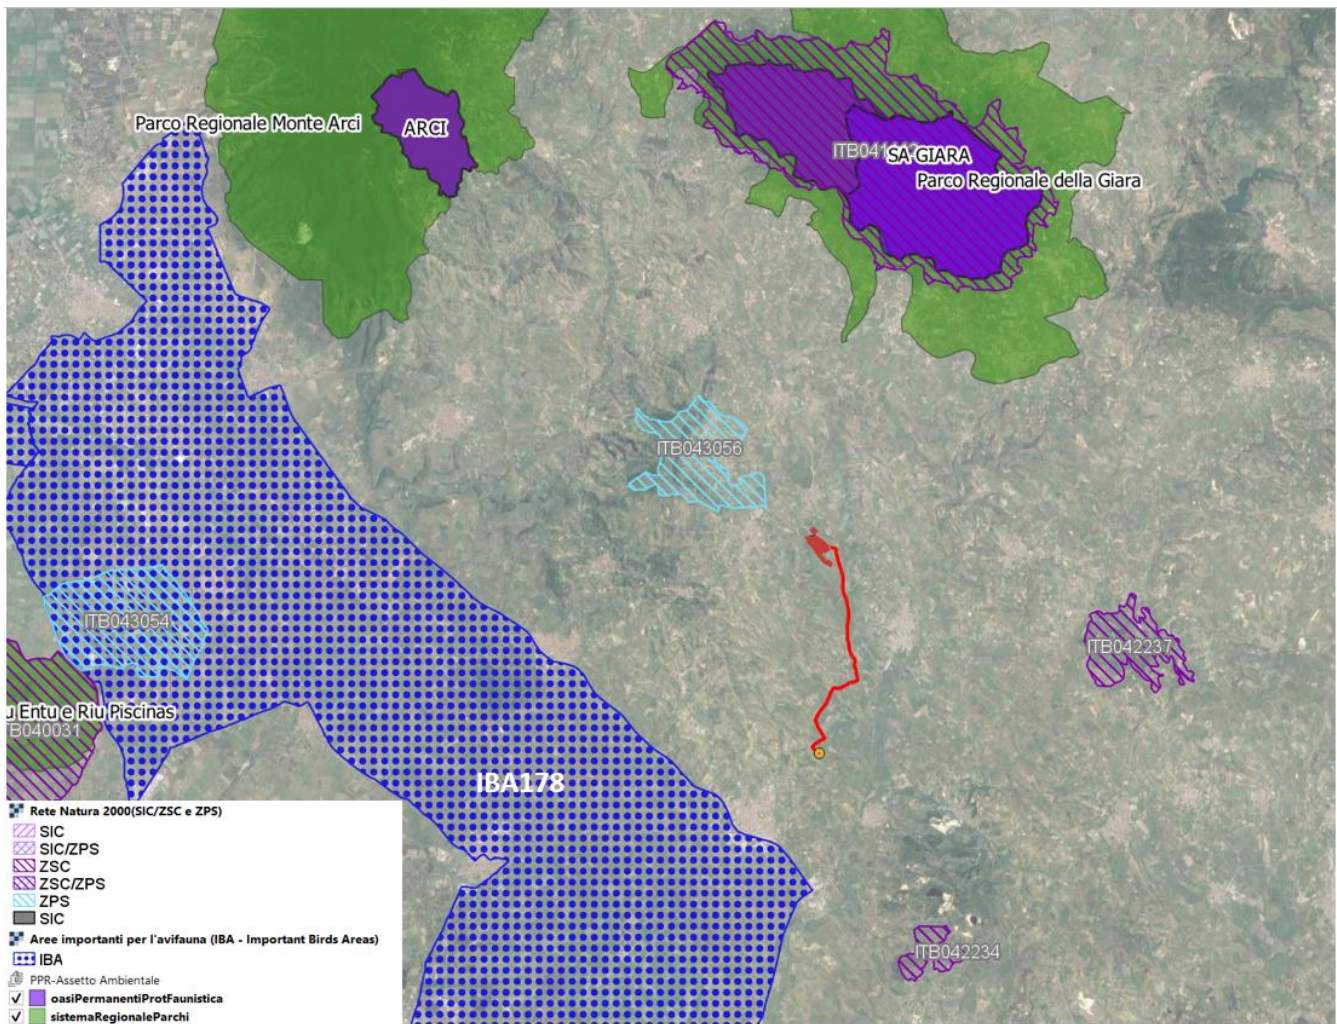 Parco Regionale Monte Arci
ARCI
SA GIARA
Parco Regionale della Giara
ITB043056
ITB043054
ITB042237
u Entu e Riu Piscinas
TB040031
IBA178
ITB042234
Rete Natura 2000(SIC/ZSC e ZPS)
SIC
SIC/ZPS
ZSC
ZSC/ZPS
ZPS
SIC
Aree importanti per l'avifauna (IBA - Important Birds Areas)
IBA
PPR-Assetto Ambientale
oasiPermanentiProtFaunistica
sistemaRegionaleParchi